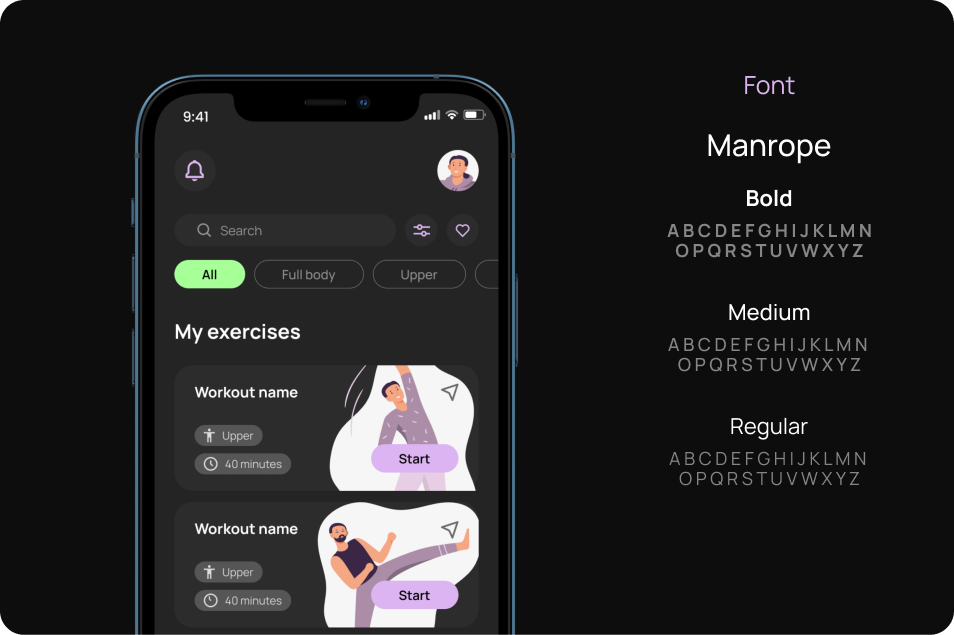 9:41
Search
All
Full body
Upper
My exercises
Workout name
Upper
40 minutes
Start
Workout name
Upper
40 minutes
Start
Font
Manrope
Bold
ABCDEFGHIJKLMN
OPQRSTUVWXYZ
Medium
ABCDEFGHIJKLMN
OPQRSTUVWXYZ
Regular
ABCDEFGHIJKLMN
OPQRSTUVWXYZ